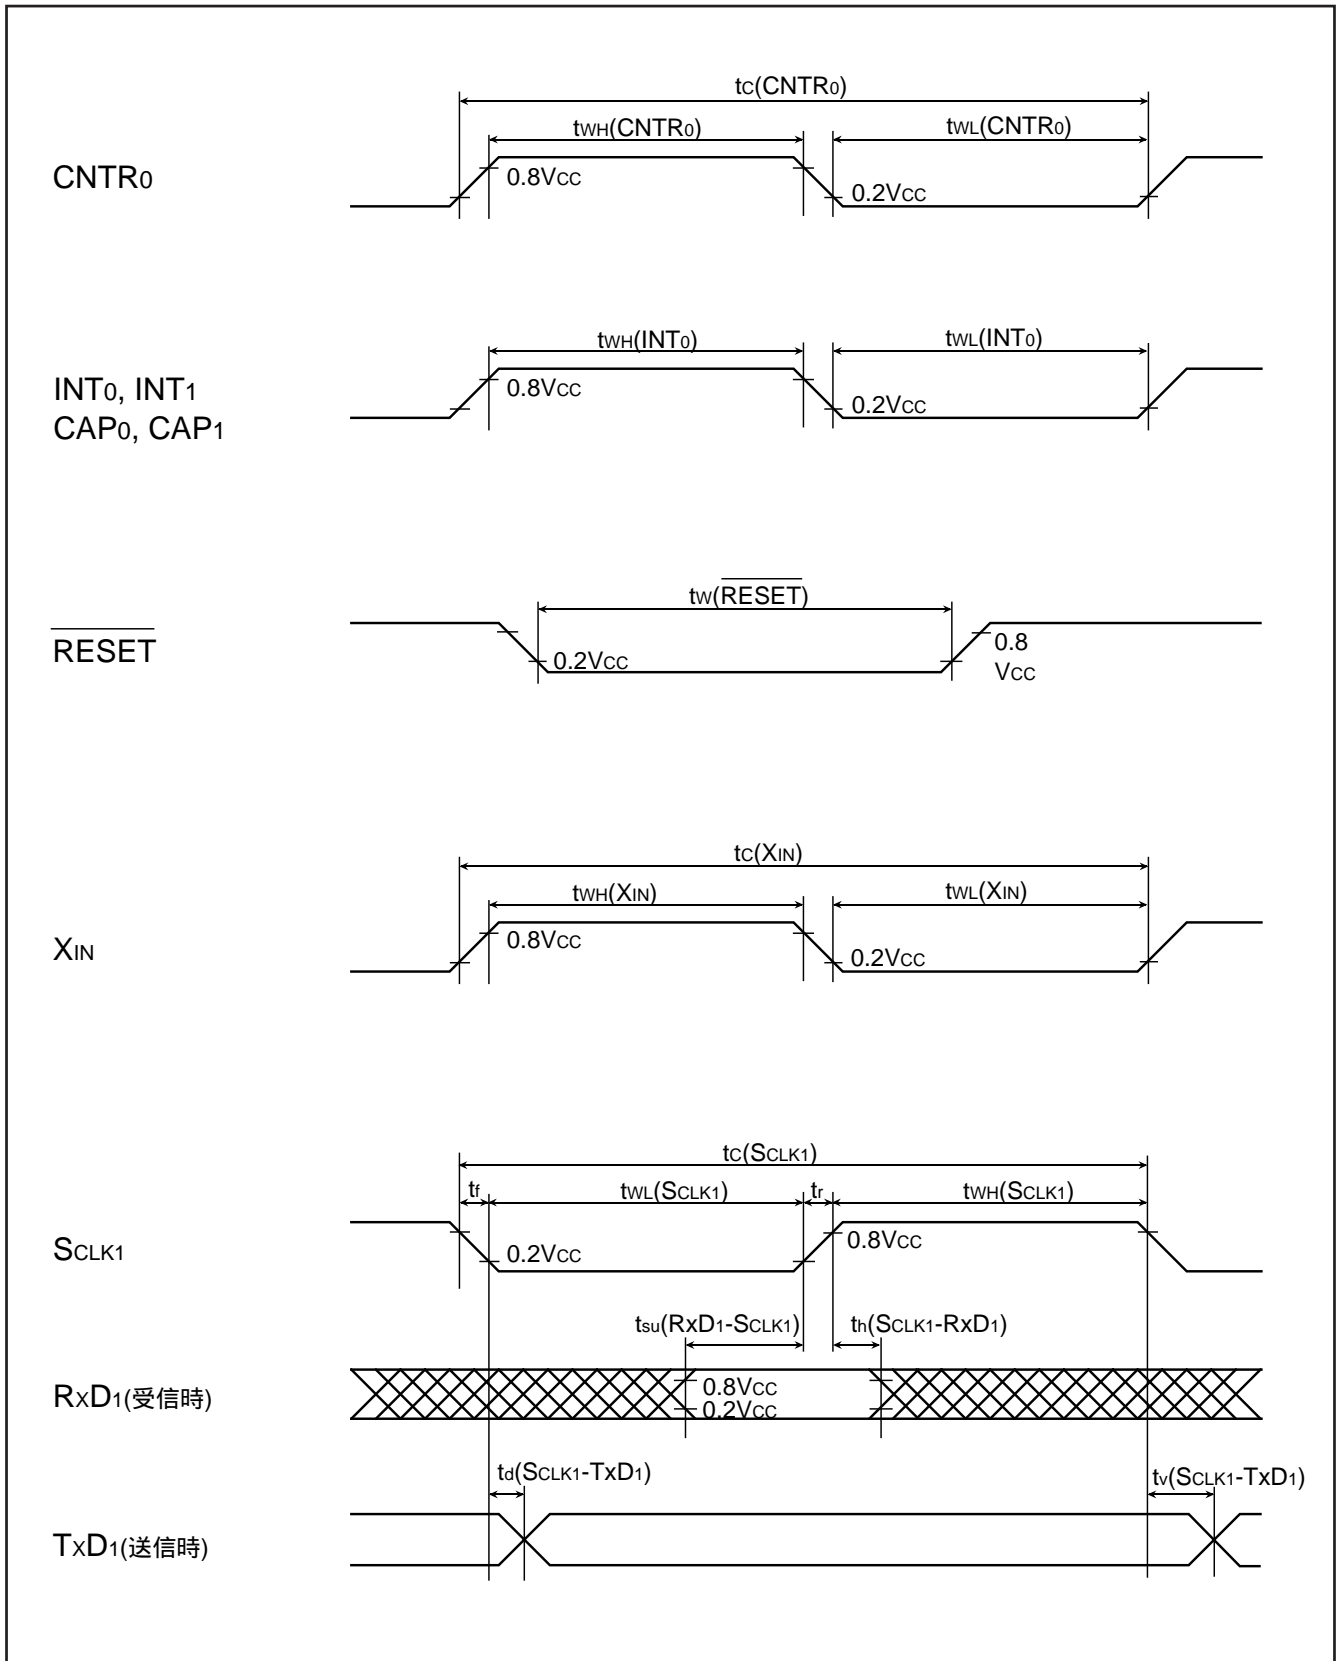 tC(CNTR0)
tWH(CNTR0)
tWL(CNTR0)
CNTR0
0.8VCC
0.2VCC
tWH(INT0)
tWL(INT0)
INT0, INT1
CAP0, CAP1
0.8VCC
0.2VCC
tW(RESET)
RESET
0.2VCC
0.8
VCC
tC(XIN)
tWH(XIN)
tWL(XIN)
XIN
0.8VCC
0.2VCC
tC(SCLK1)
tf
tWL(SCLK1)
tr
tWH(SCLK1)
SCLK1
0.2VCC
0.8VCC
tsu(RxD1-SCLK1)
th(SCLK1-RxD1)
RXD1(受信時)
0.8VCC
0.2VCC
td(SCLK1-TxD1)
tv(SCLK1-TxD1)
TXD1(送信時)